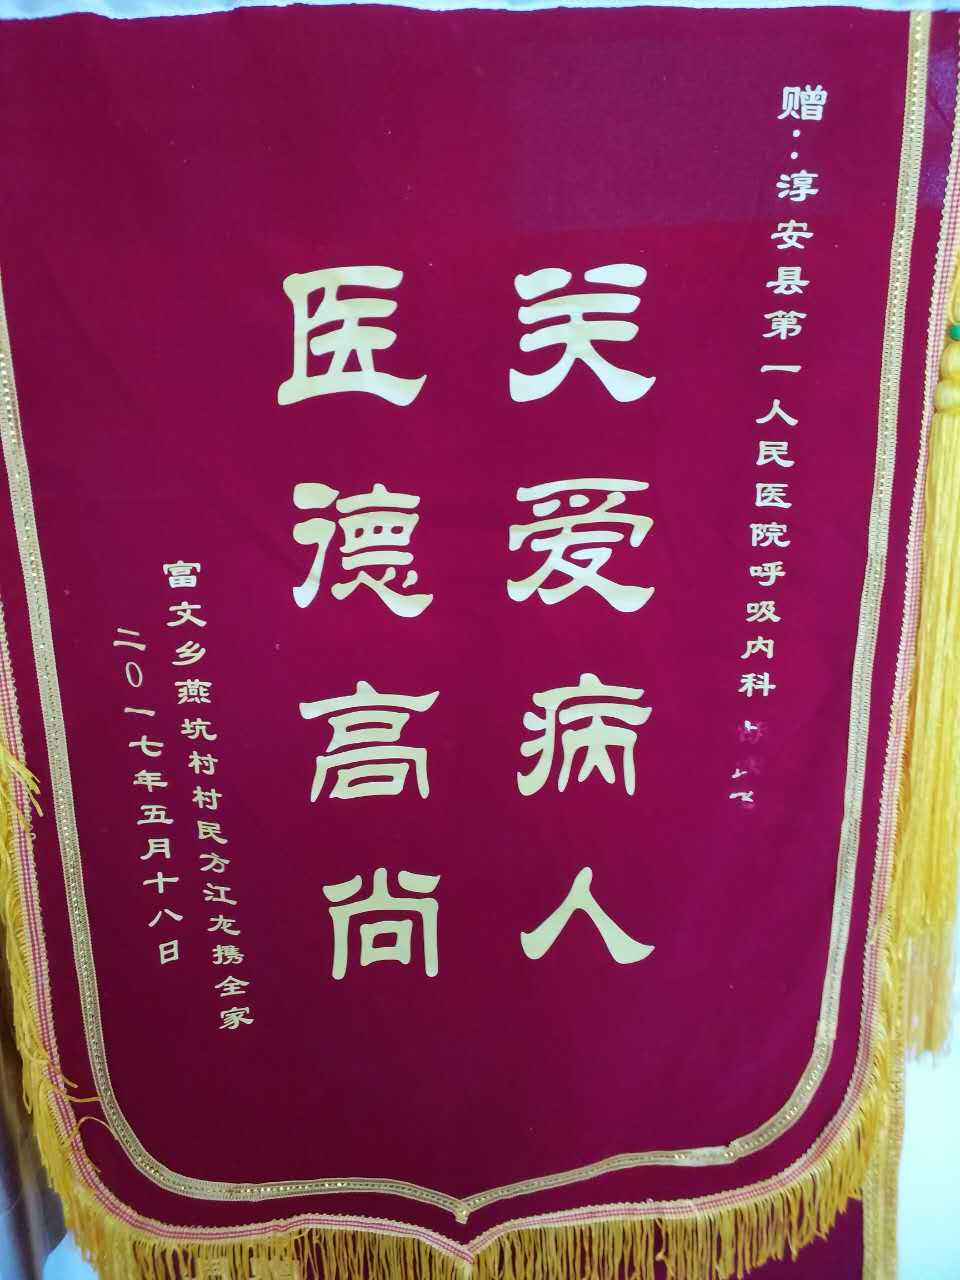 赠：淳安县第一人民医院呼吸内科
关爱病人
医德高尚
富文乡燕坑村村民方江龙携全家
二0一七年五月十八日